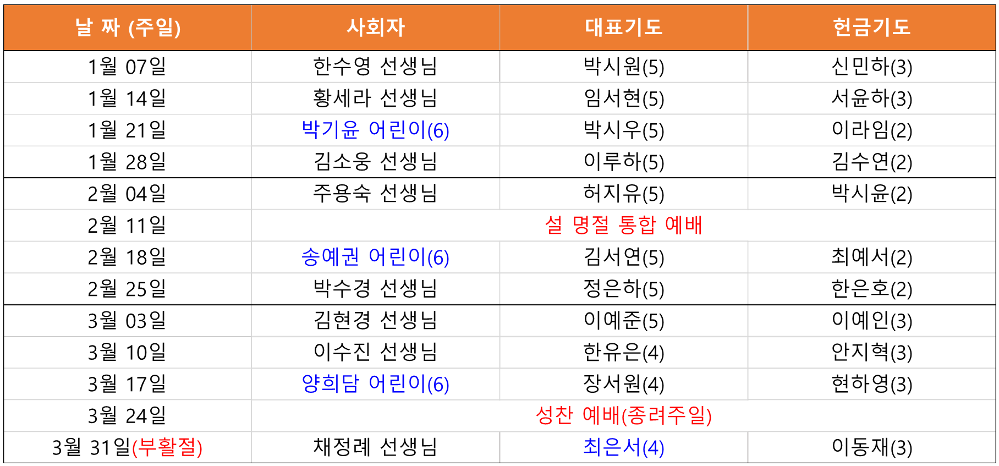 날 짜 (주일) 사회자 대표기도 헌금기도
1월 07일 한수영 선생님 박시원(5) 신민하(3)
1월 14일 황세라 선생님 임서현(5) 서윤하(3)
1월 21일 박기윤 어린이(6) 박시우(5) 이라임(2)
1월 28일 김소웅 선생님 이루하(5) 김수연(2)
2월 04일 주용숙 선생님 허지유(5) 박시윤(2)
2월 11일 설 명절 통합 예배
2월 18일 송예권 어린이(6) 김서연(5) 최예서(2)
2월 25일 박수경 선생님 정은하(5) 한은호(2)
3월 03일 김현경 선생님 이예준(5) 이예인(3)
3월 10일 이수진 선생님 한유은(4) 안지혁(3)
3월 17일 양희담 어린이(6) 장서원(4) 현하영(3)
3월 24일 성찬 예배(종려주일)
3월 31일(부활절) 채정례 선생님 최은서(4) 이동재(3)